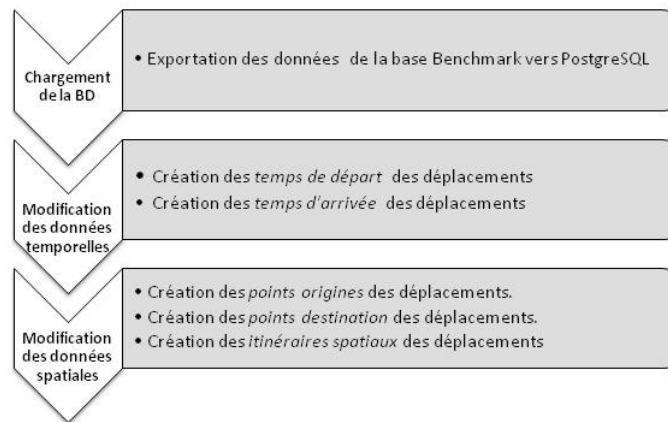 Chargement
de la BD
• Exportation des données de la base Benchmark vers PostgreSQL
Modification
des données
temporelles
• Création des temps de départ des déplacements
• Création des temps d'arrivée des déplacements
Modification
des données
spatiales
• Création des points origines des déplacements.
• Création des points destination des déplacements.
• Création des itinéraires spatiaux des déplacements